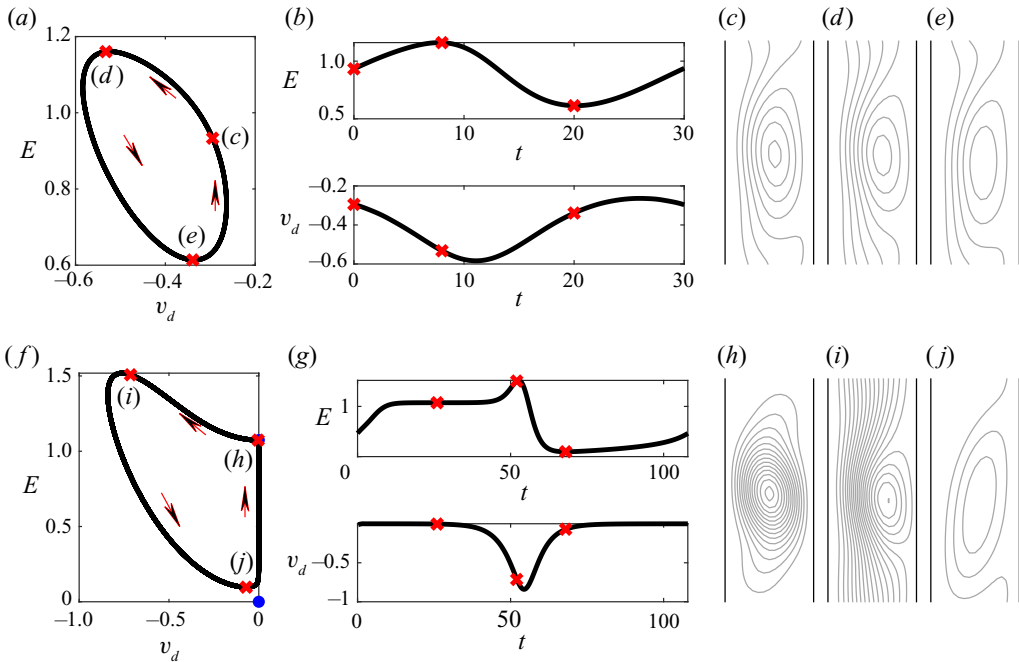 (a) (b) (c) (d) (e)
1.2
1.0
0.8
0.6
E
(d)
(c)
(e)
−0.6 −0.4 −0.2
v_d
1.0
0.5
E
0 10 20 30
t
−0.2
−0.4
−0.6
v_d
0 10 20 30
t
(f) (g) (h) (i) (j)
1.5
1.0
0.5
0
E
(i)
(h)
(j)
−1.0 −0.5 0
v_d
1
E
0 50 100
t
v_d −0.5
−1
0 50 100
t